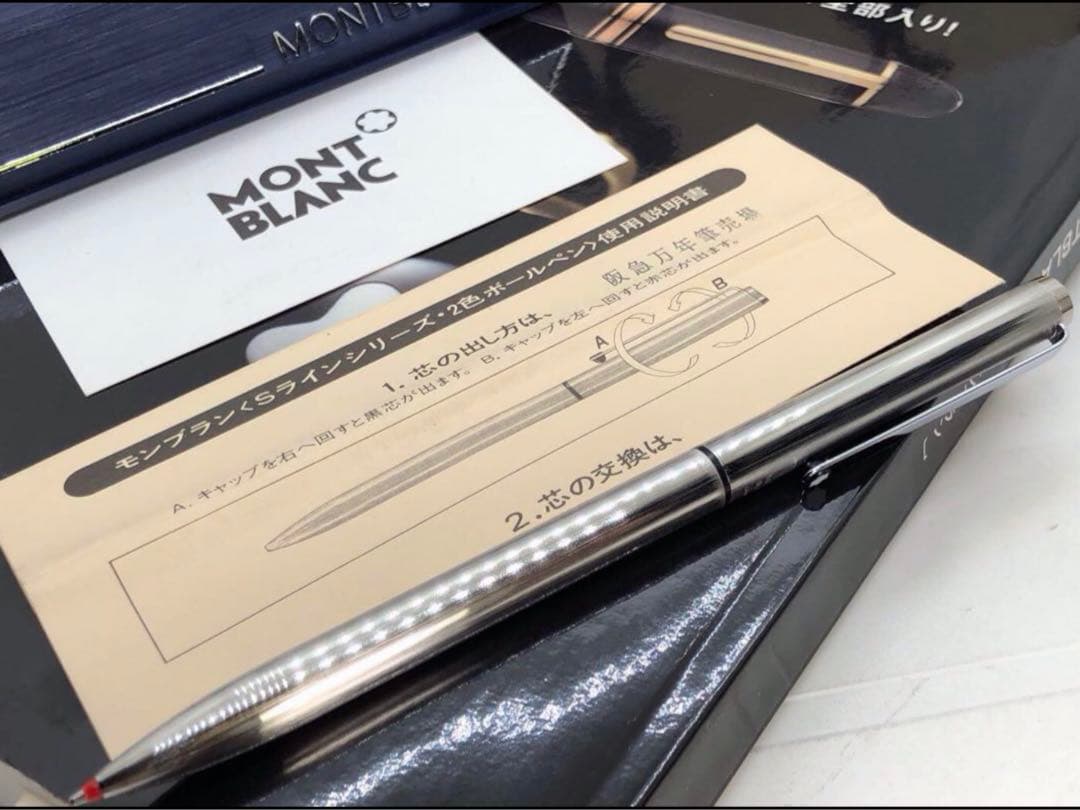 全部入り!
MONT
BLANC
モンブラン〈Sラインシリーズ・2色ボールペン〉使用説明書
阪急万年筆売場
1. 芯の出し方は、
A. キャップを右へ回すと黒芯が出ます。 B. キャップを左へ回すと赤芯が出ます。
A
B
2.芯の交換は、